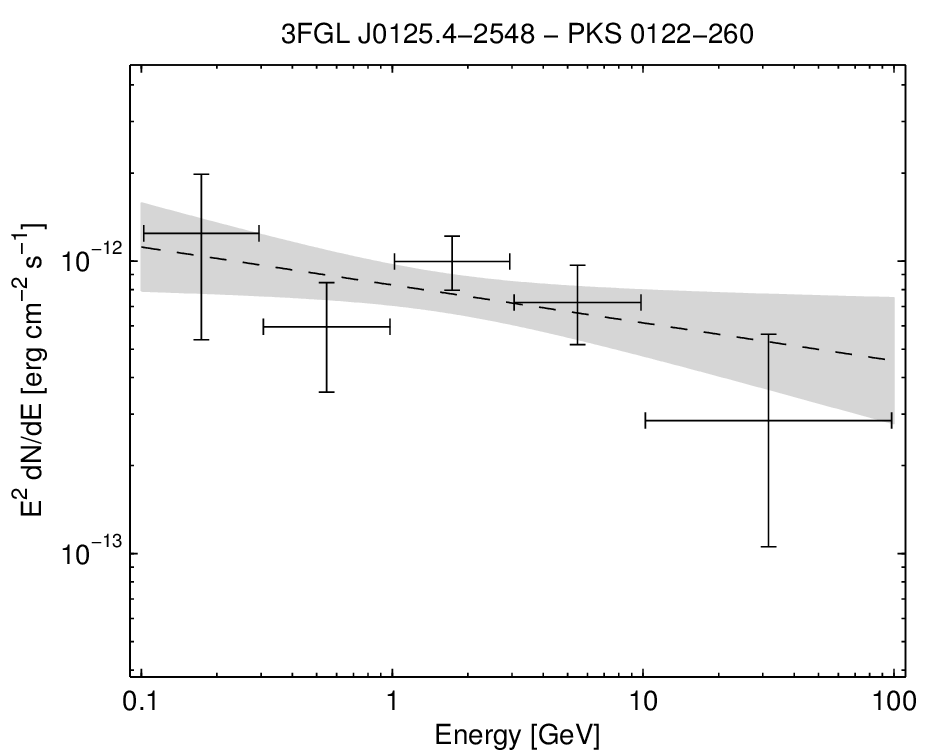 3FGL J0125.4−2548 − PKS 0122−260
E² dN/dE [erg cm⁻² s⁻¹]
10⁻¹²
10⁻¹³
0.1 1 10 100
Energy [GeV]